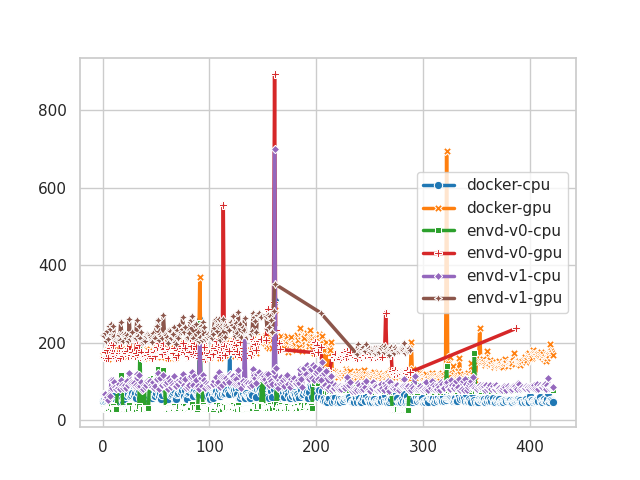 800
600
400
200
0
0 100 200 300 400
docker-cpu
docker-gpu
envd-v0-cpu
envd-v0-gpu
envd-v1-cpu
envd-v1-gpu